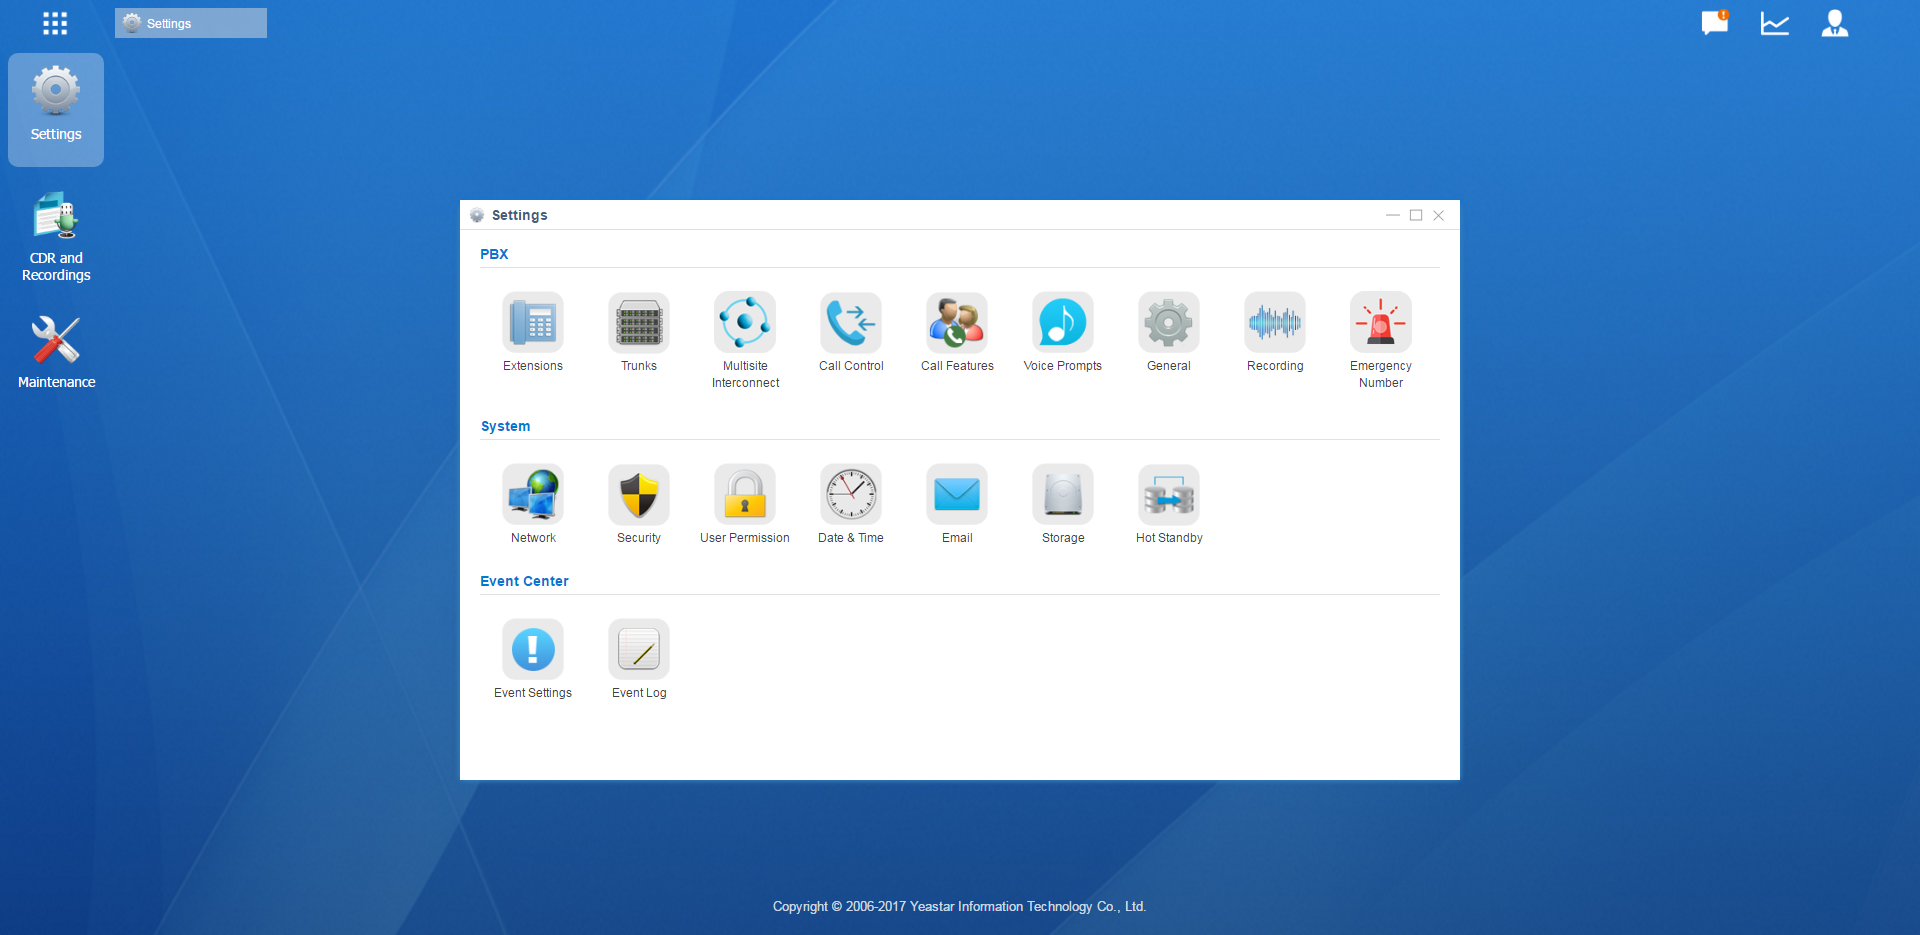 Settings
Settings
CDR and
Recordings
Maintenance
Settings
PBX
Extensions
Trunks
Multisite
Interconnect
Call Control
Call Features
Voice Prompts
General
Recording
Emergency
Number
System
Network
Security
User Permission
Date & Time
Email
Storage
Hot Standby
Event Center
Event Settings
Event Log
Copyright © 2006-2017 Yeastar Information Technology Co., Ltd.